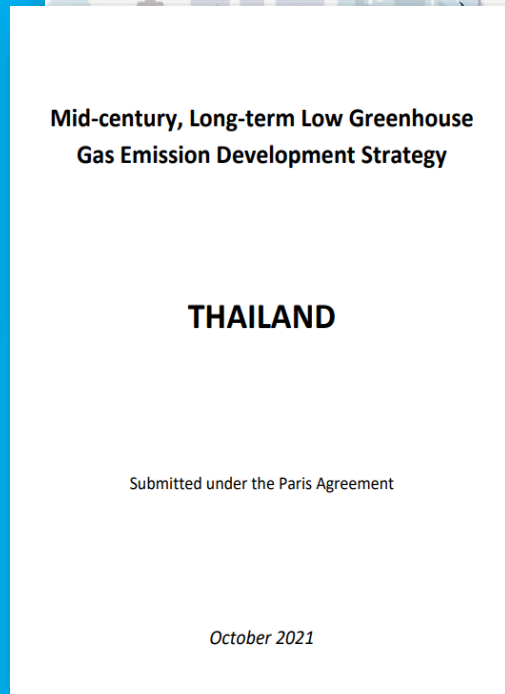 Mid-century, Long-term Low Greenhouse
Gas Emission Development Strategy
THAILAND
Submitted under the Paris Agreement
October 2021